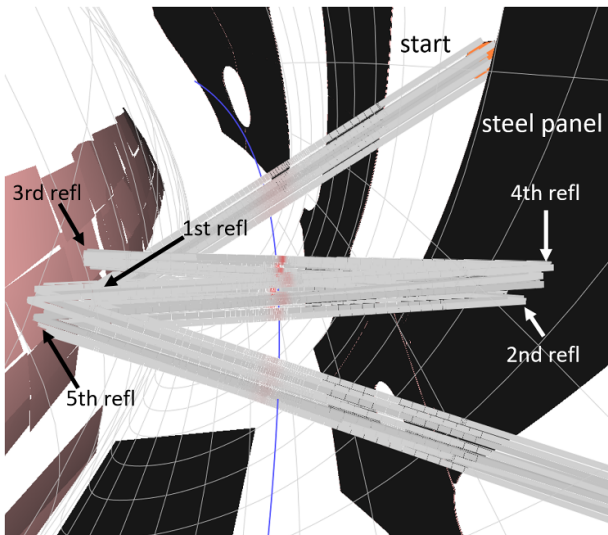 start
steel panel
3rd refl
1st refl
4th refl
2nd refl
5th refl